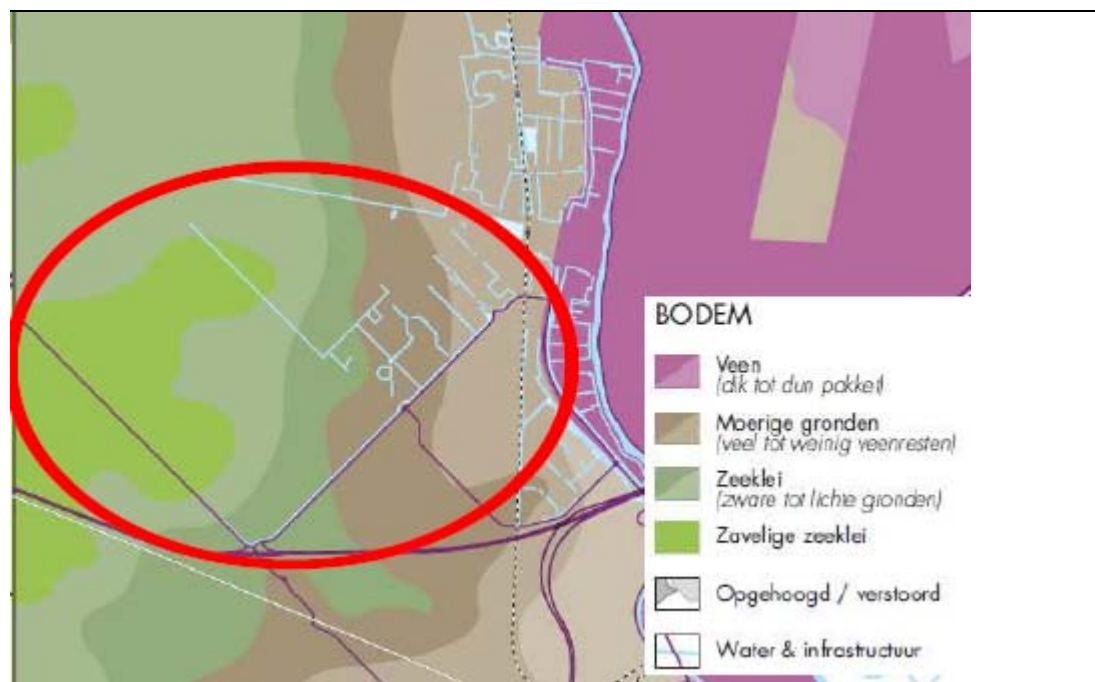 BODEM
Veen
(dik tot dun pakket)
Moerige gronden
(veel tot weinig veenresten)
Zeeklei
(zware tot lichte gronden)
Zavelige zeeklei
Opgehoogd / verstoord
Water & infrastructuur